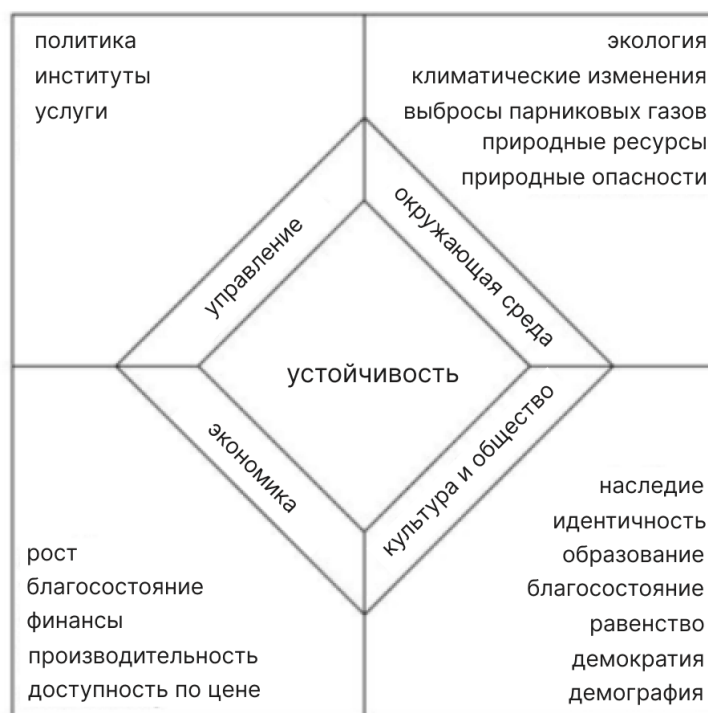 политика
институты
услуги
экология
климатические изменения
выбросы парниковых газов
природные ресурсы
природные опасности
управление
окружающая среда
устойчивость
экономика
культура и общество
рост
благосостояние
финансы
производительность
доступность по цене
наследие
идентичность
образование
благосостояние
равенство
демократия
демография